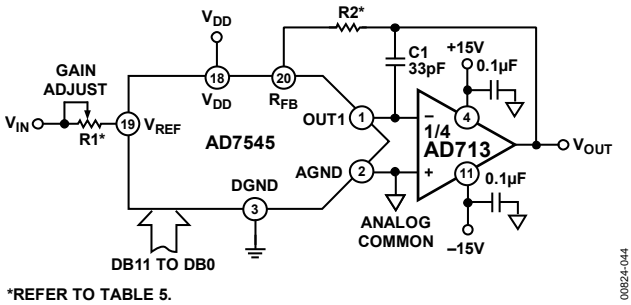 VDD
R2*
C1
33pF
+15V
0.1µF
GAIN
ADJUST
18
20
VDD
RFB
OUT1
1
–
4
VIN
R1*
19
VREF
AD7545
1/4
AD713
VOUT
AGND
2
+
11
0.1µF
DGND
3
ANALOG
COMMON
–15V
DB11 TO DB0
*REFER TO TABLE 5.
00824-044